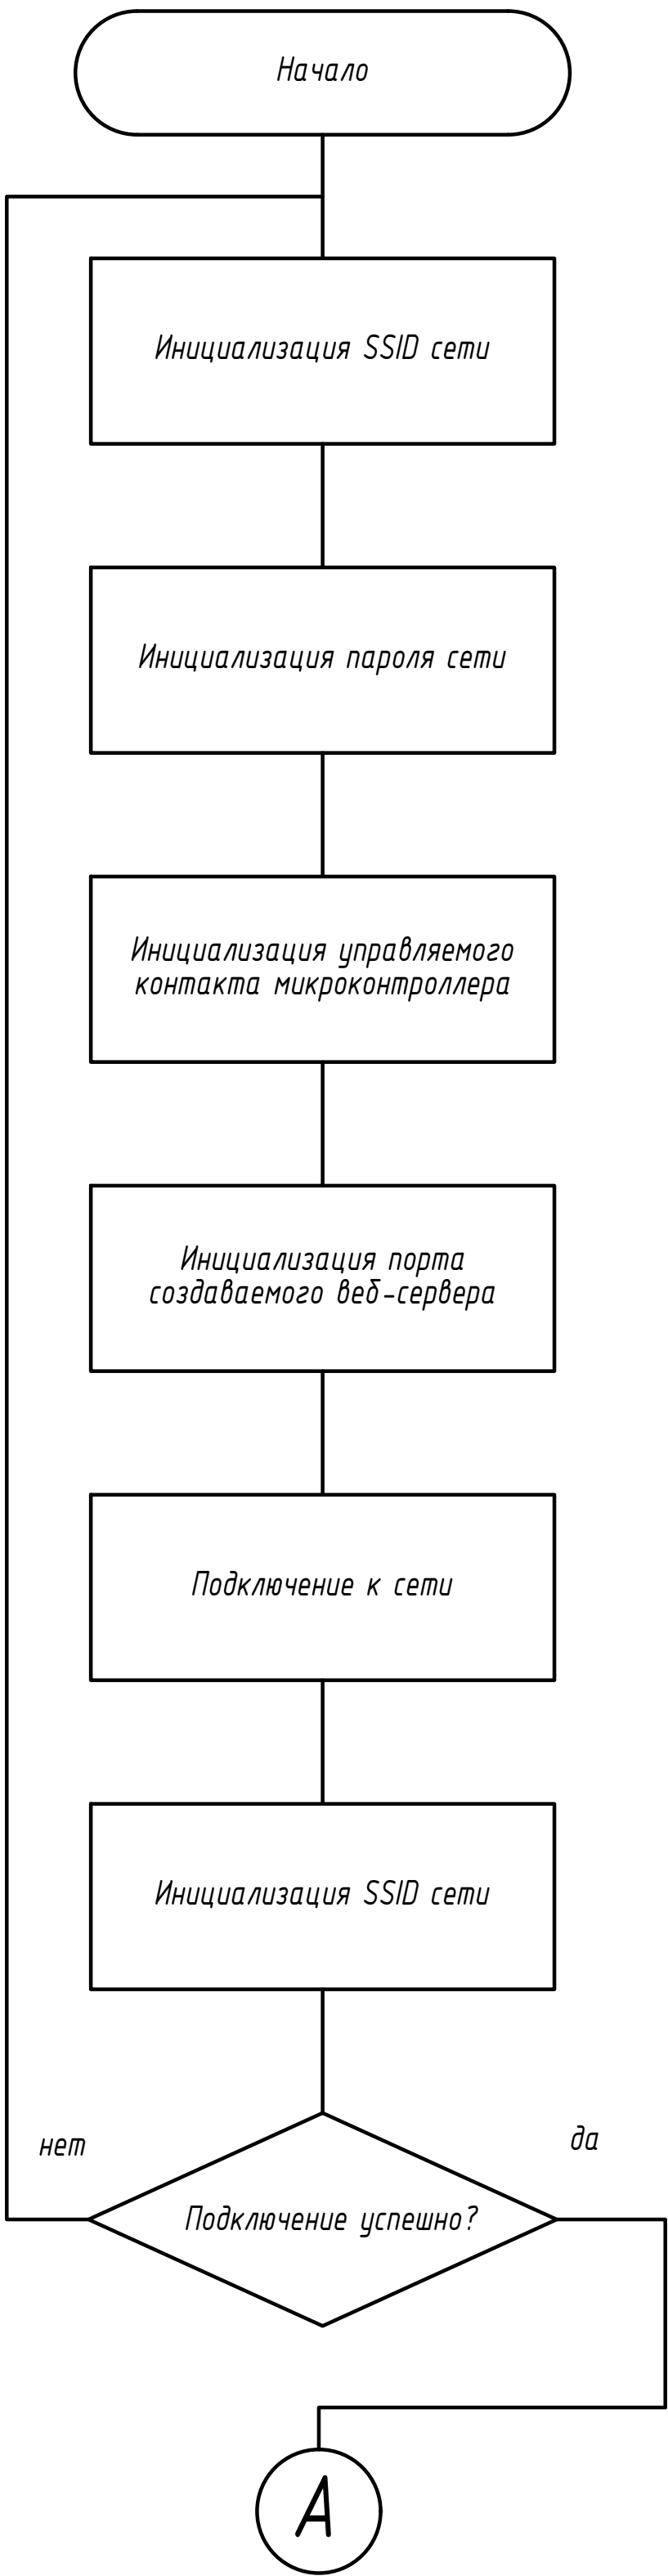 Начало
Инициализация SSID сети
Инициализация пароля сети
Инициализация управляемого
контакта микроконтроллера
Инициализация порта
создаваемого веб-сервера
Подключение к сети
Инициализация SSID сети
нет
да
Подключение успешно?
А